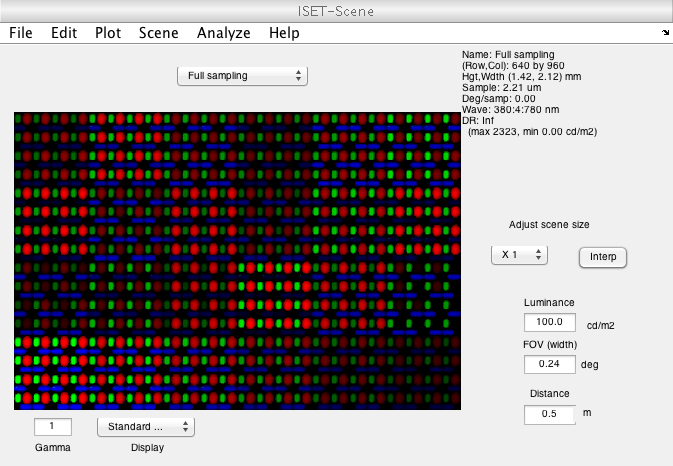 ISET-Scene
File Edit Plot Scene Analyze Help
Full sampling
Name: Full sampling
(Row,Col): 640 by 960
Hgt,Wdth (1.42, 2.12) mm
Sample: 2.21 um
Deg/samp: 0.00
Wave: 380:4:780 nm
DR: Inf
(max 2323, min 0.00 cd/m2)
Adjust scene size
X 1
Interp
Luminance
100.0 cd/m2
FOV (width)
0.24 deg
Distance
0.5 m
1
Standard ...
Gamma
Display